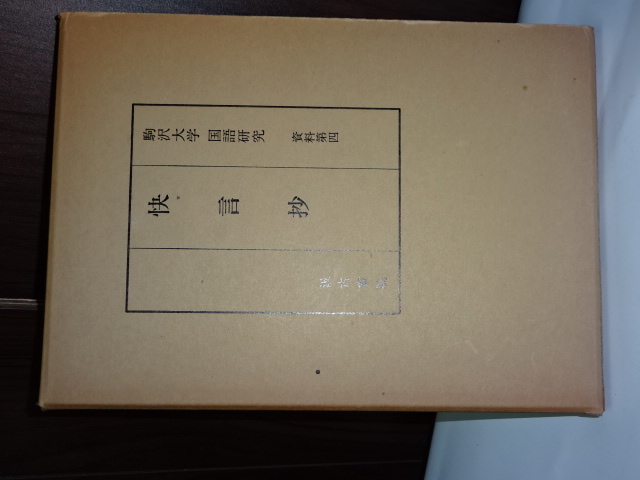 駒沢大学 国語研究 資料第四
快言抄
汲古書院